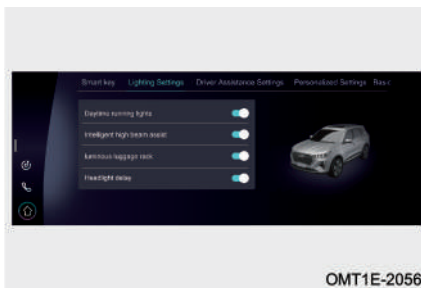 Smart key Lighting Settings Driver Assistance Settings Personalized Settings Basic
Daytime running lights
Intelligent high beam assist
luminous luggage rack
Headlight delay
OMT1E-2056